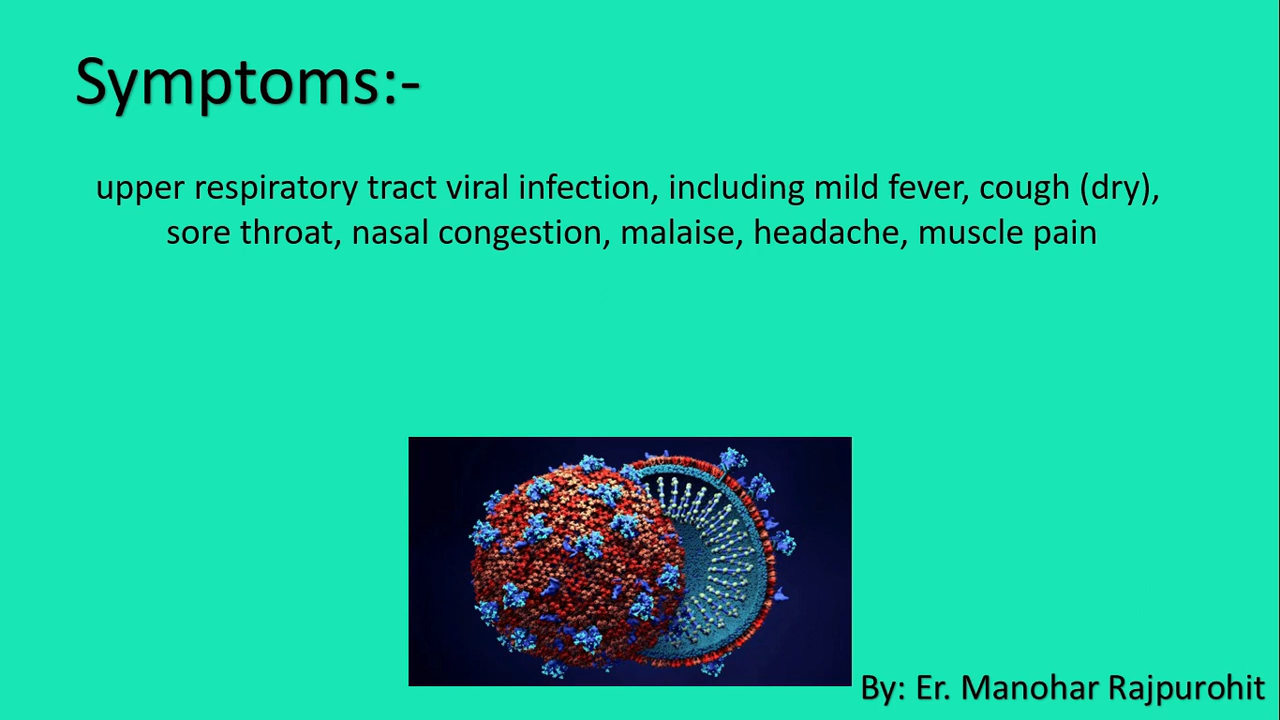 Symptoms:-
upper respiratory tract viral infection, including mild fever, cough (dry),
sore throat, nasal congestion, malaise, headache, muscle pain
By: Er. Manohar Rajpurohit